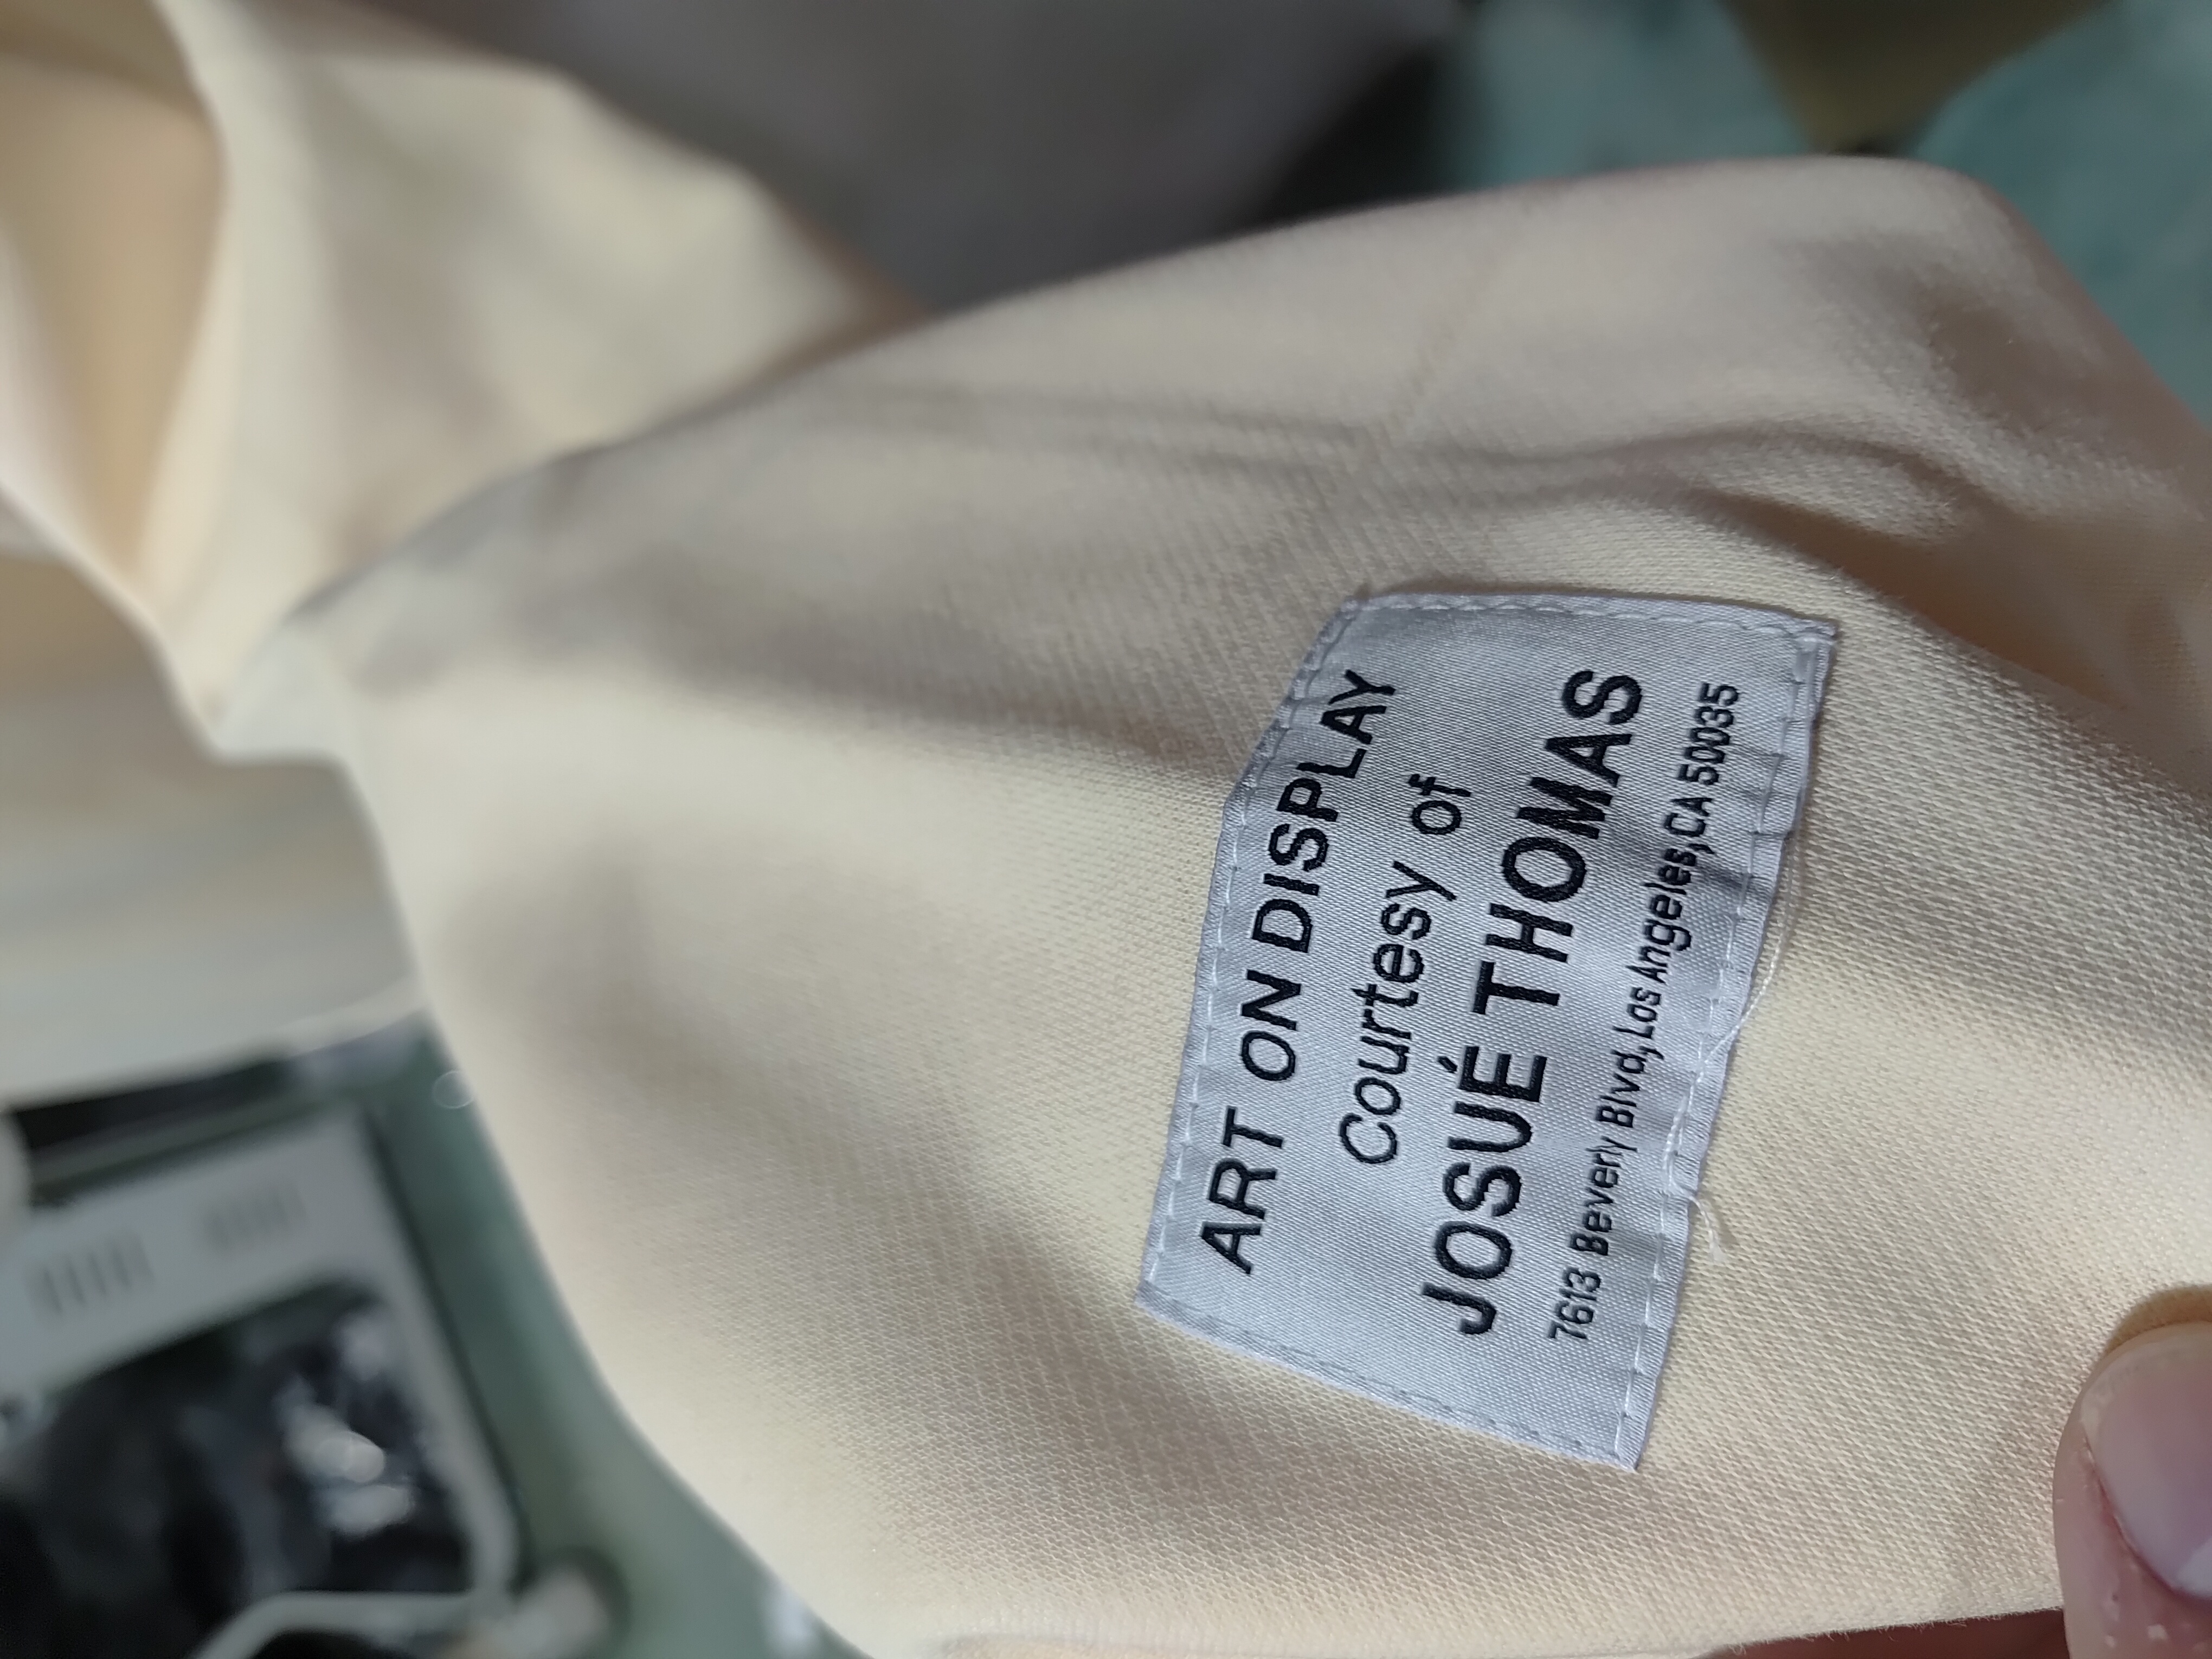 ART ON DISPLAY
Courtesy of
JOSUÉ THOMAS
7613 Beverly Blvd, Los Angeles, CA 50035